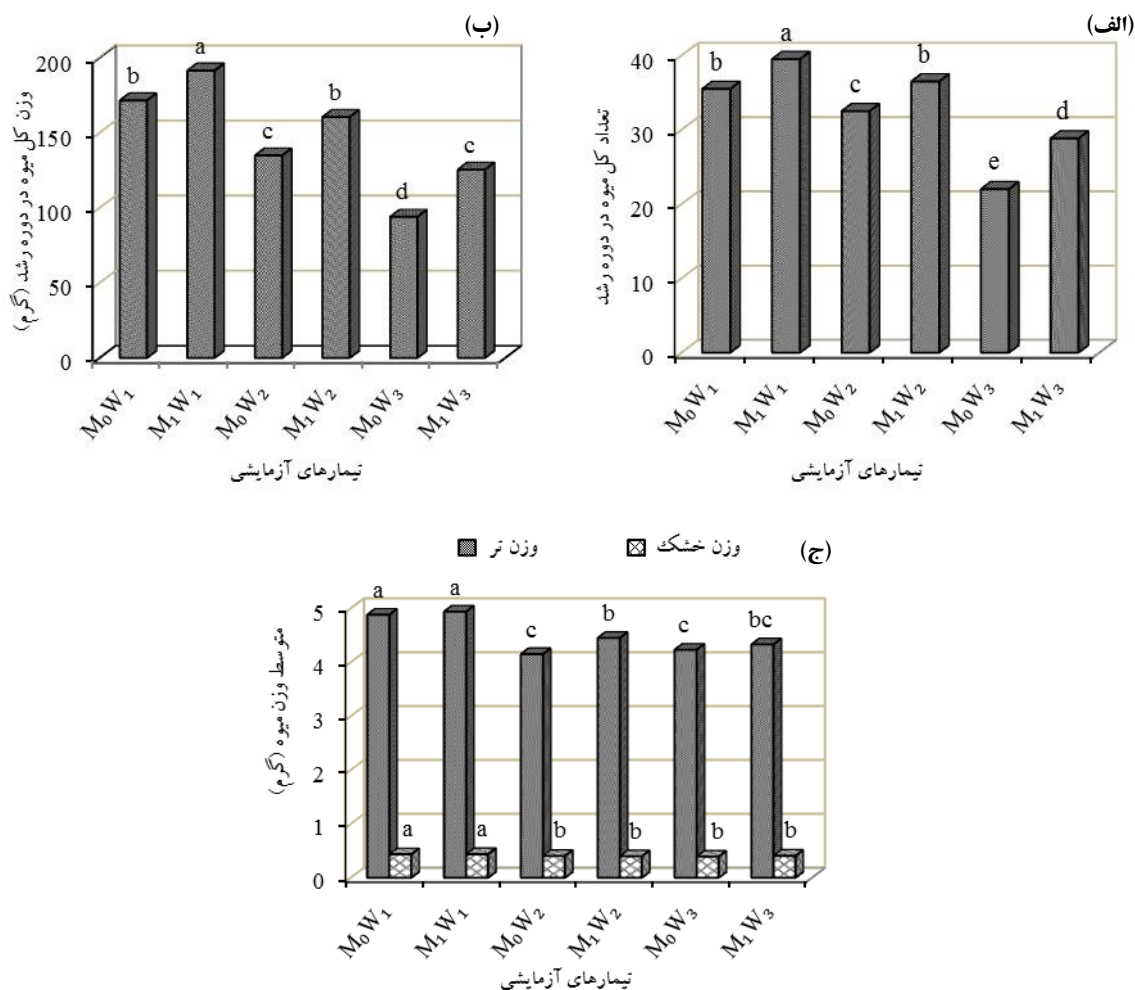 (الف)
تعداد کل میوه در دوره رشد
40
30
20
10
0
b
a
c
b
e
d
M₀W₁
M₁W₁
M₀W₂
M₁W₂
M₀W₃
M₁W₃
تیمارهای آزمایشی
(ب)
وزن کل میوه در دوره رشد (گرم)
200
150
100
50
0
b
a
c
b
d
c
M₀W₁
M₁W₁
M₀W₂
M₁W₂
M₀W₃
M₁W₃
تیمارهای آزمایشی
(ج)
وزن تر
وزن خشک
متوسط وزن میوه (گرم)
5
4
3
2
1
0
a
a
c
b
c
bc
a
a
b
b
b
b
M₀W₁
M₁W₁
M₀W₂
M₁W₂
M₀W₃
M₁W₃
تیمارهای آزمایشی